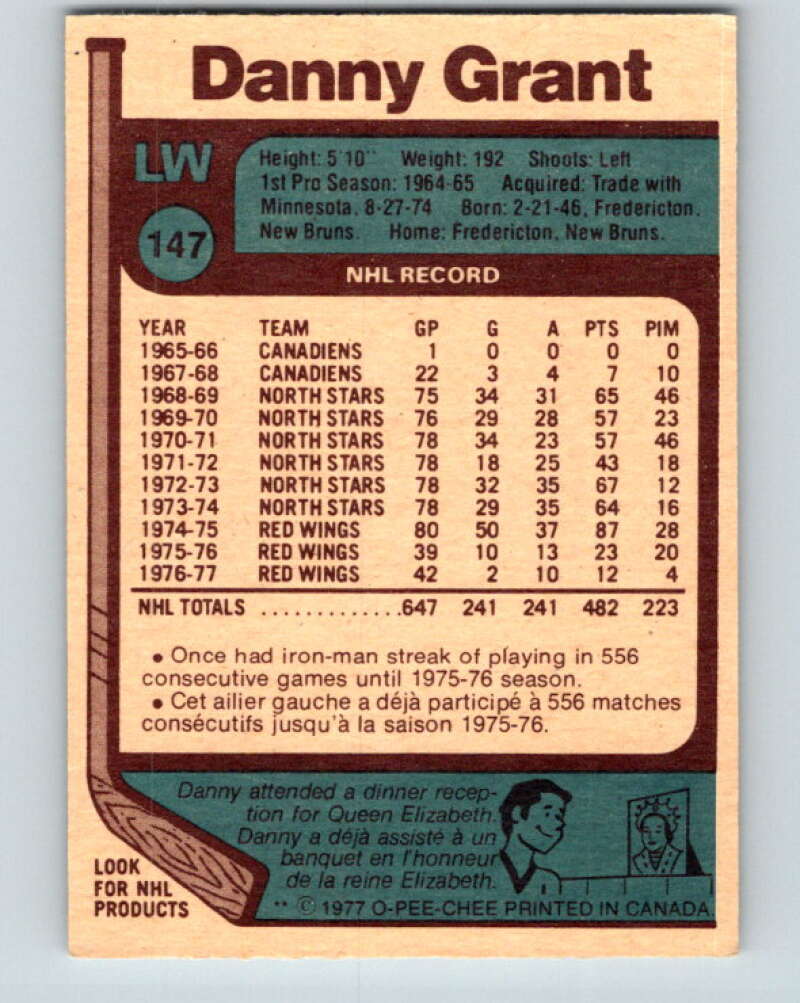 Danny Grant
LW
147
Height: 5'10" Weight: 192 Shoots: Left
1st Pro Season: 1964-65 Acquired: Trade with
Minnesota, 8-27-74 Born: 2-21-46, Fredericton,
New Bruns. Home: Fredericton, New Bruns.
NHL RECORD
YEAR TEAM GP G A PTS PIM
1965-66 CANADIENS 1 0 0 0 0
1967-68 CANADIENS 22 3 4 7 10
1968-69 NORTH STARS 75 34 31 65 46
1969-70 NORTH STARS 76 29 28 57 23
1970-71 NORTH STARS 78 34 23 57 46
1971-72 NORTH STARS 78 18 25 43 18
1972-73 NORTH STARS 78 32 35 67 12
1973-74 NORTH STARS 78 29 35 64 16
1974-75 RED WINGS 80 50 37 87 28
1975-76 RED WINGS 39 10 13 23 20
1976-77 RED WINGS 42 2 10 12 4
NHL TOTALS .............647 241 241 482 223
• Once had iron-man streak of playing in 556
consecutive games until 1975-76 season.
• Cet ailier gauche a déjà participé à 556 matches
consécutifs jusqu'à la saison 1975-76.
Danny attended a dinner recep-
tion for Queen Elizabeth.
Danny a déjà assisté à un
banquet en l'honneur
de la reine Elizabeth.
LOOK
FOR NHL
PRODUCTS
** © 1977 O-PEE-CHEE PRINTED IN CANADA.